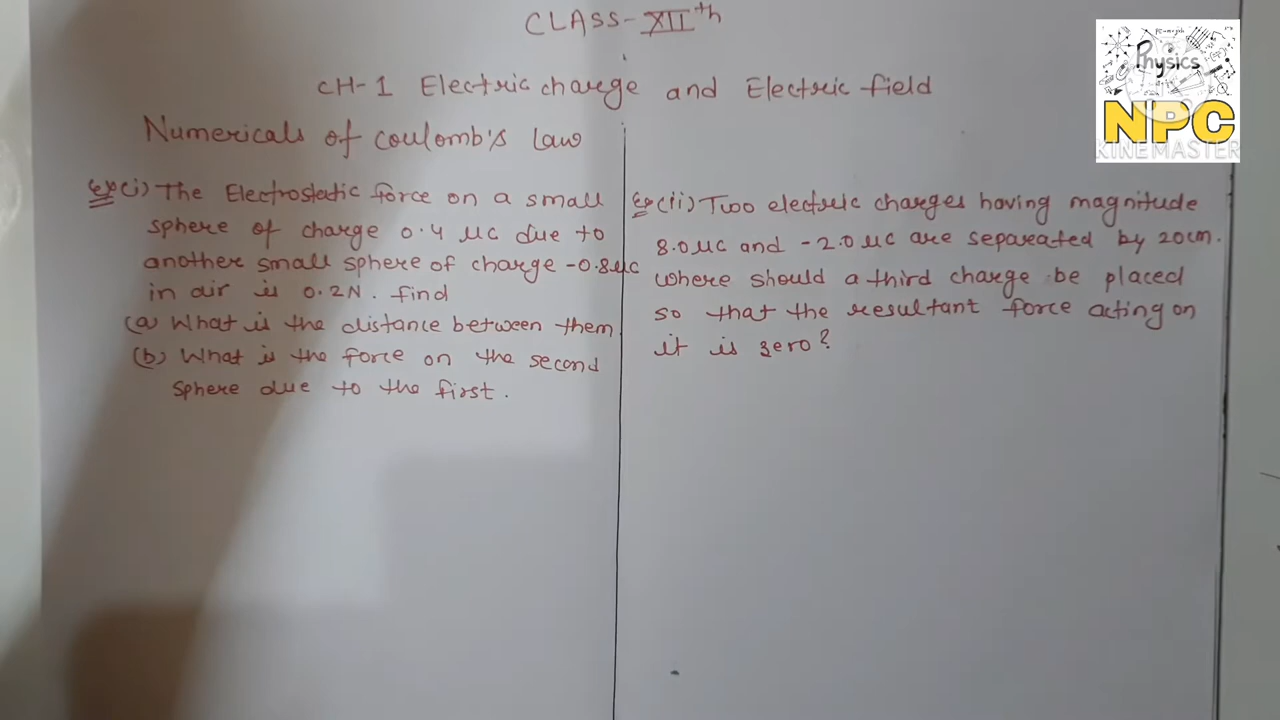 CLASS-XIIth
CH-1 Electric charge and Electric field
Numericals of Coulomb's Law
Ex(i) The Electrostatic force on a small
sphere of charge 0.4 μC due to
another small sphere of charge -0.8μC
in air is 0.2N. find
(a) What is the distance between them
(b) What is the force on the second
sphere due to the first.
Ex(ii) Two electric charges having magnitude
8.0μC and -2.0μC are separated by 20cm.
where should a third charge be placed
so that the resultant force acting on
it is zero?
Physics
NPC
KINEMASTER